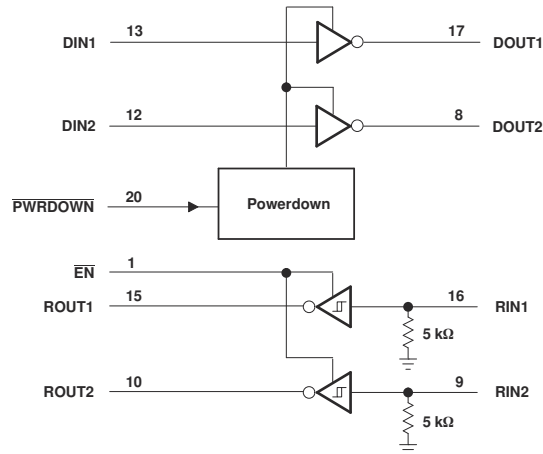 DIN1 13 17 DOUT1
DIN2 12 8 DOUT2
PWRDOWN 20 Powerdown
EN 1
ROUT1 15 16 RIN1
5 kΩ
ROUT2 10 9 RIN2
5 kΩ